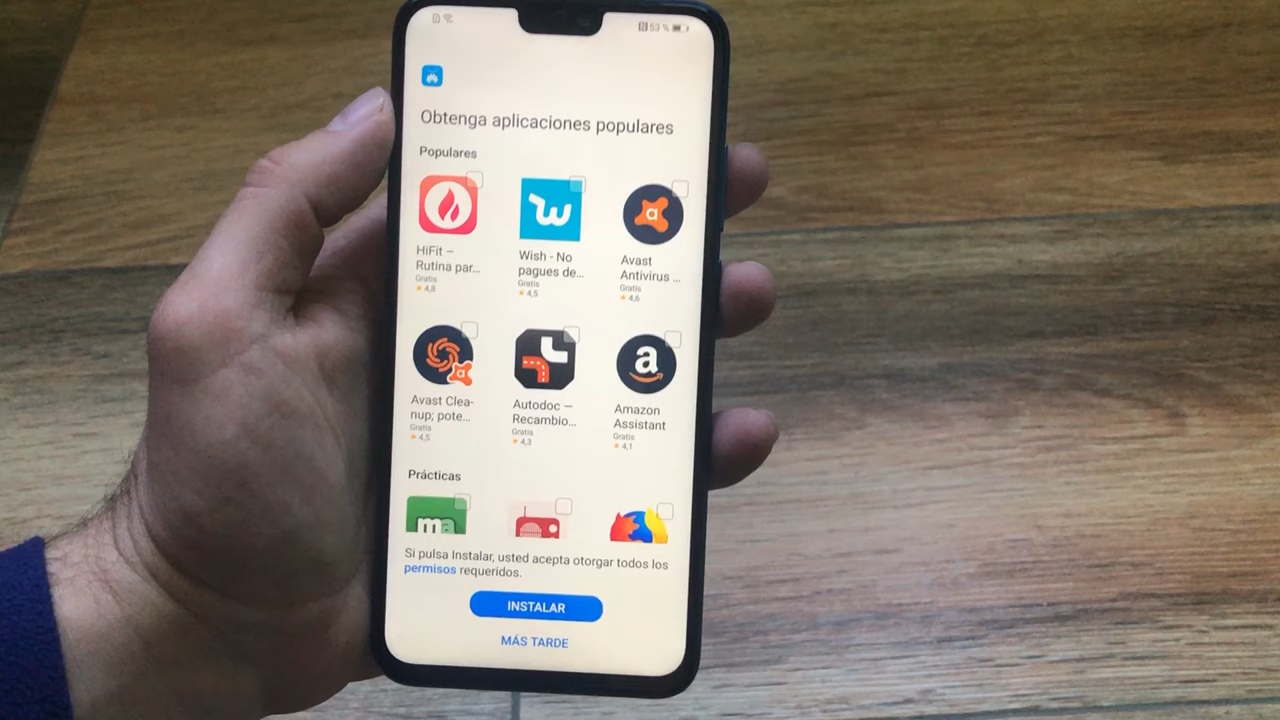 53 %
Obtenga aplicaciones populares
Populares
HiFit –
Rutina par...
Gratis
★ 4,8
Wish - No
pagues de...
Gratis
★ 4,5
a
Avast
Antivirus ...
Gratis
★ 4,6
a
Avast Clea-
nup; pote...
Gratis
★ 4,5
Autodoc —
Recambio...
Gratis
★ 4,3
a
Amazon
Assistant
Gratis
★ 4,1
Prácticas
ma
Si pulsa Instalar, usted acepta otorgar todos los
permisos requeridos.
INSTALAR
MÁS TARDE